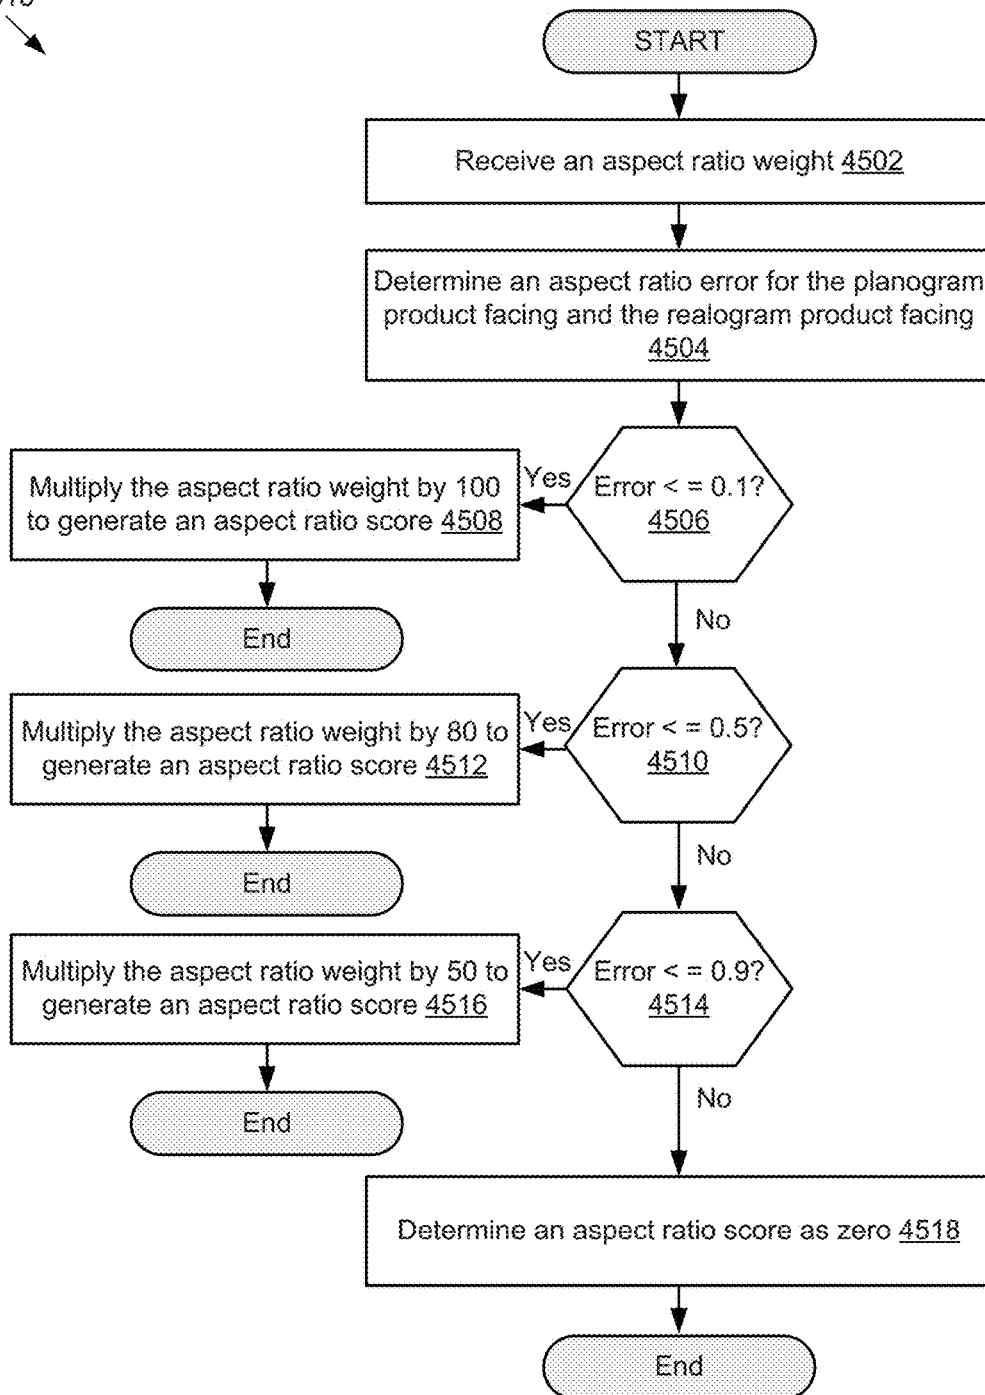 START
Receive an aspect ratio weight 4502
Determine an aspect ratio error for the planogram
product facing and the realogram product facing
4504
Error < = 0.1?
4506
Yes
Multiply the aspect ratio weight by 100
to generate an aspect ratio score 4508
End
No
Error < = 0.5?
4510
Yes
Multiply the aspect ratio weight by 80 to
generate an aspect ratio score 4512
End
No
Error < = 0.9?
4514
Yes
Multiply the aspect ratio weight by 50 to
generate an aspect ratio score 4516
End
No
Determine an aspect ratio score as zero 4518
End